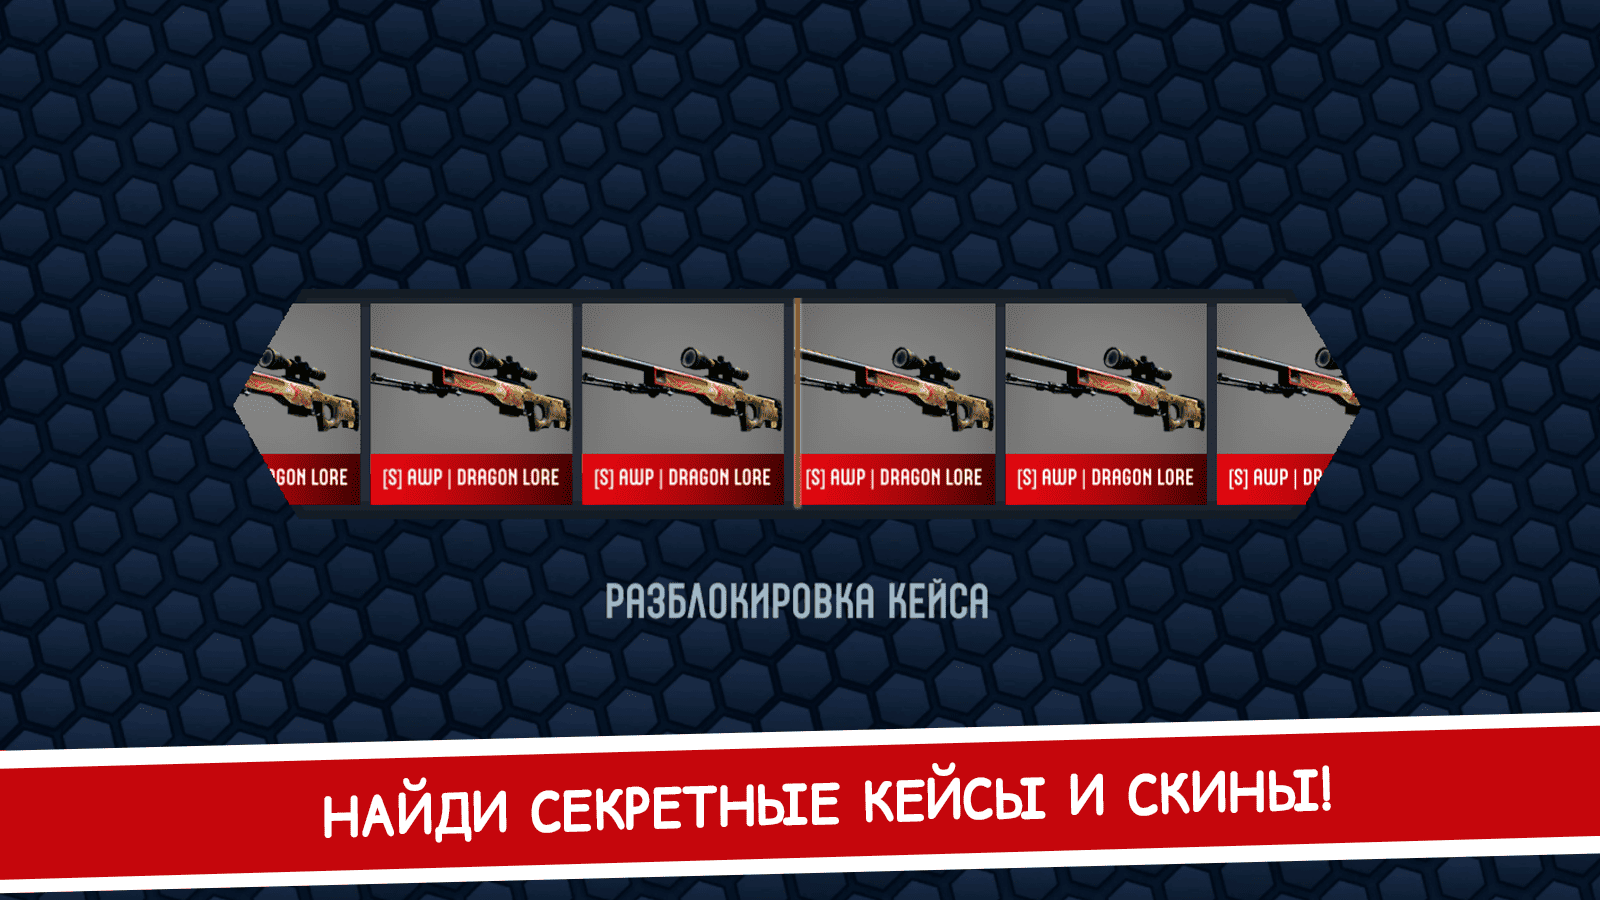 AGON LORE [S] AWP | DRAGON LORE [S] AWP | DRAGON LORE [S] AWP | DRAGON LORE [S] AWP | DRAGON LORE [S] AWP | DR
РАЗБЛОКИРОВКА КЕЙСА
НАЙДИ СЕКРЕТНЫЕ КЕЙСЫ И СКИНЫ!